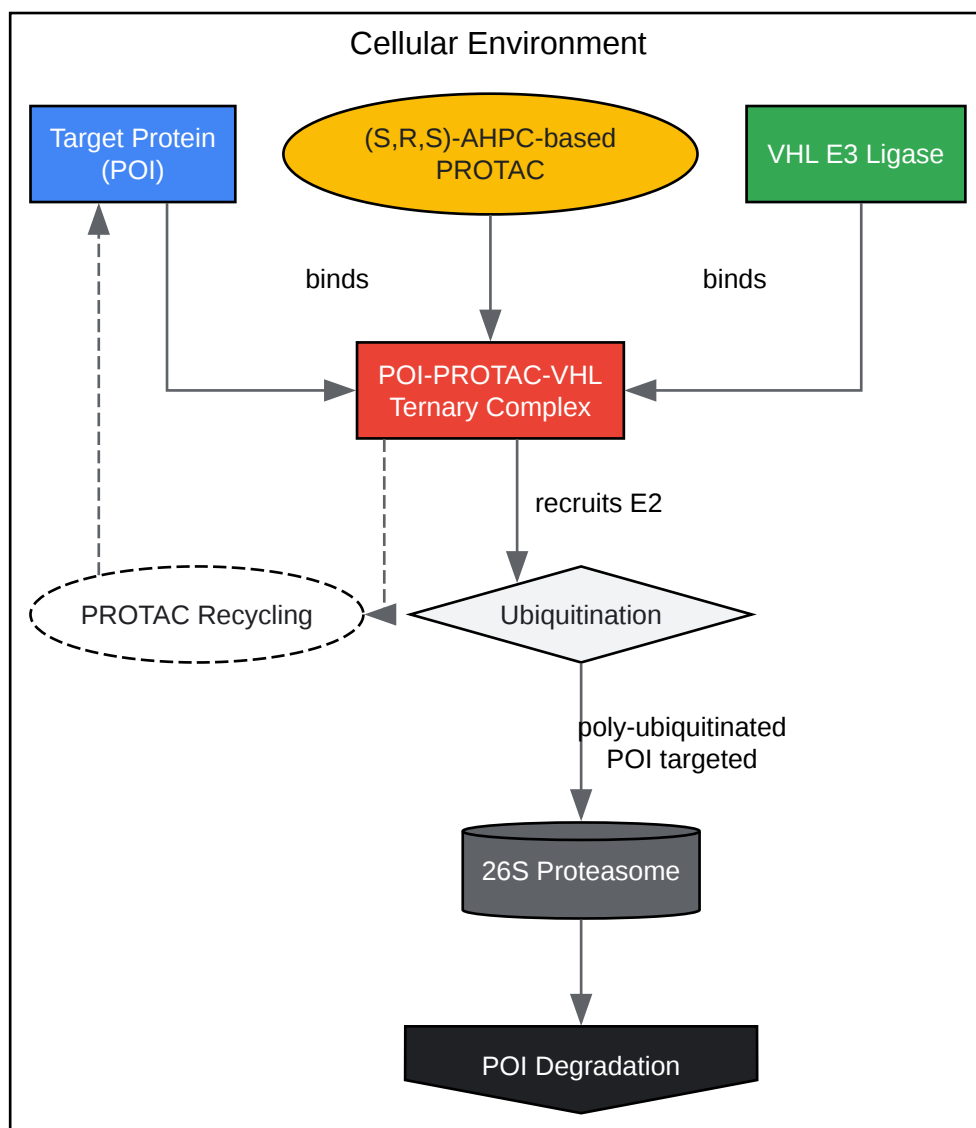 Cellular Environment
Target Protein
(POI)
(S,R,S)-AHPC-based
PROTAC
VHL E3 Ligase
binds
binds
POI-PROTAC-VHL
Ternary Complex
recruits E2
PROTAC Recycling
Ubiquitination
poly-ubiquitinated
POI targeted
26S Proteasome
POI Degradation